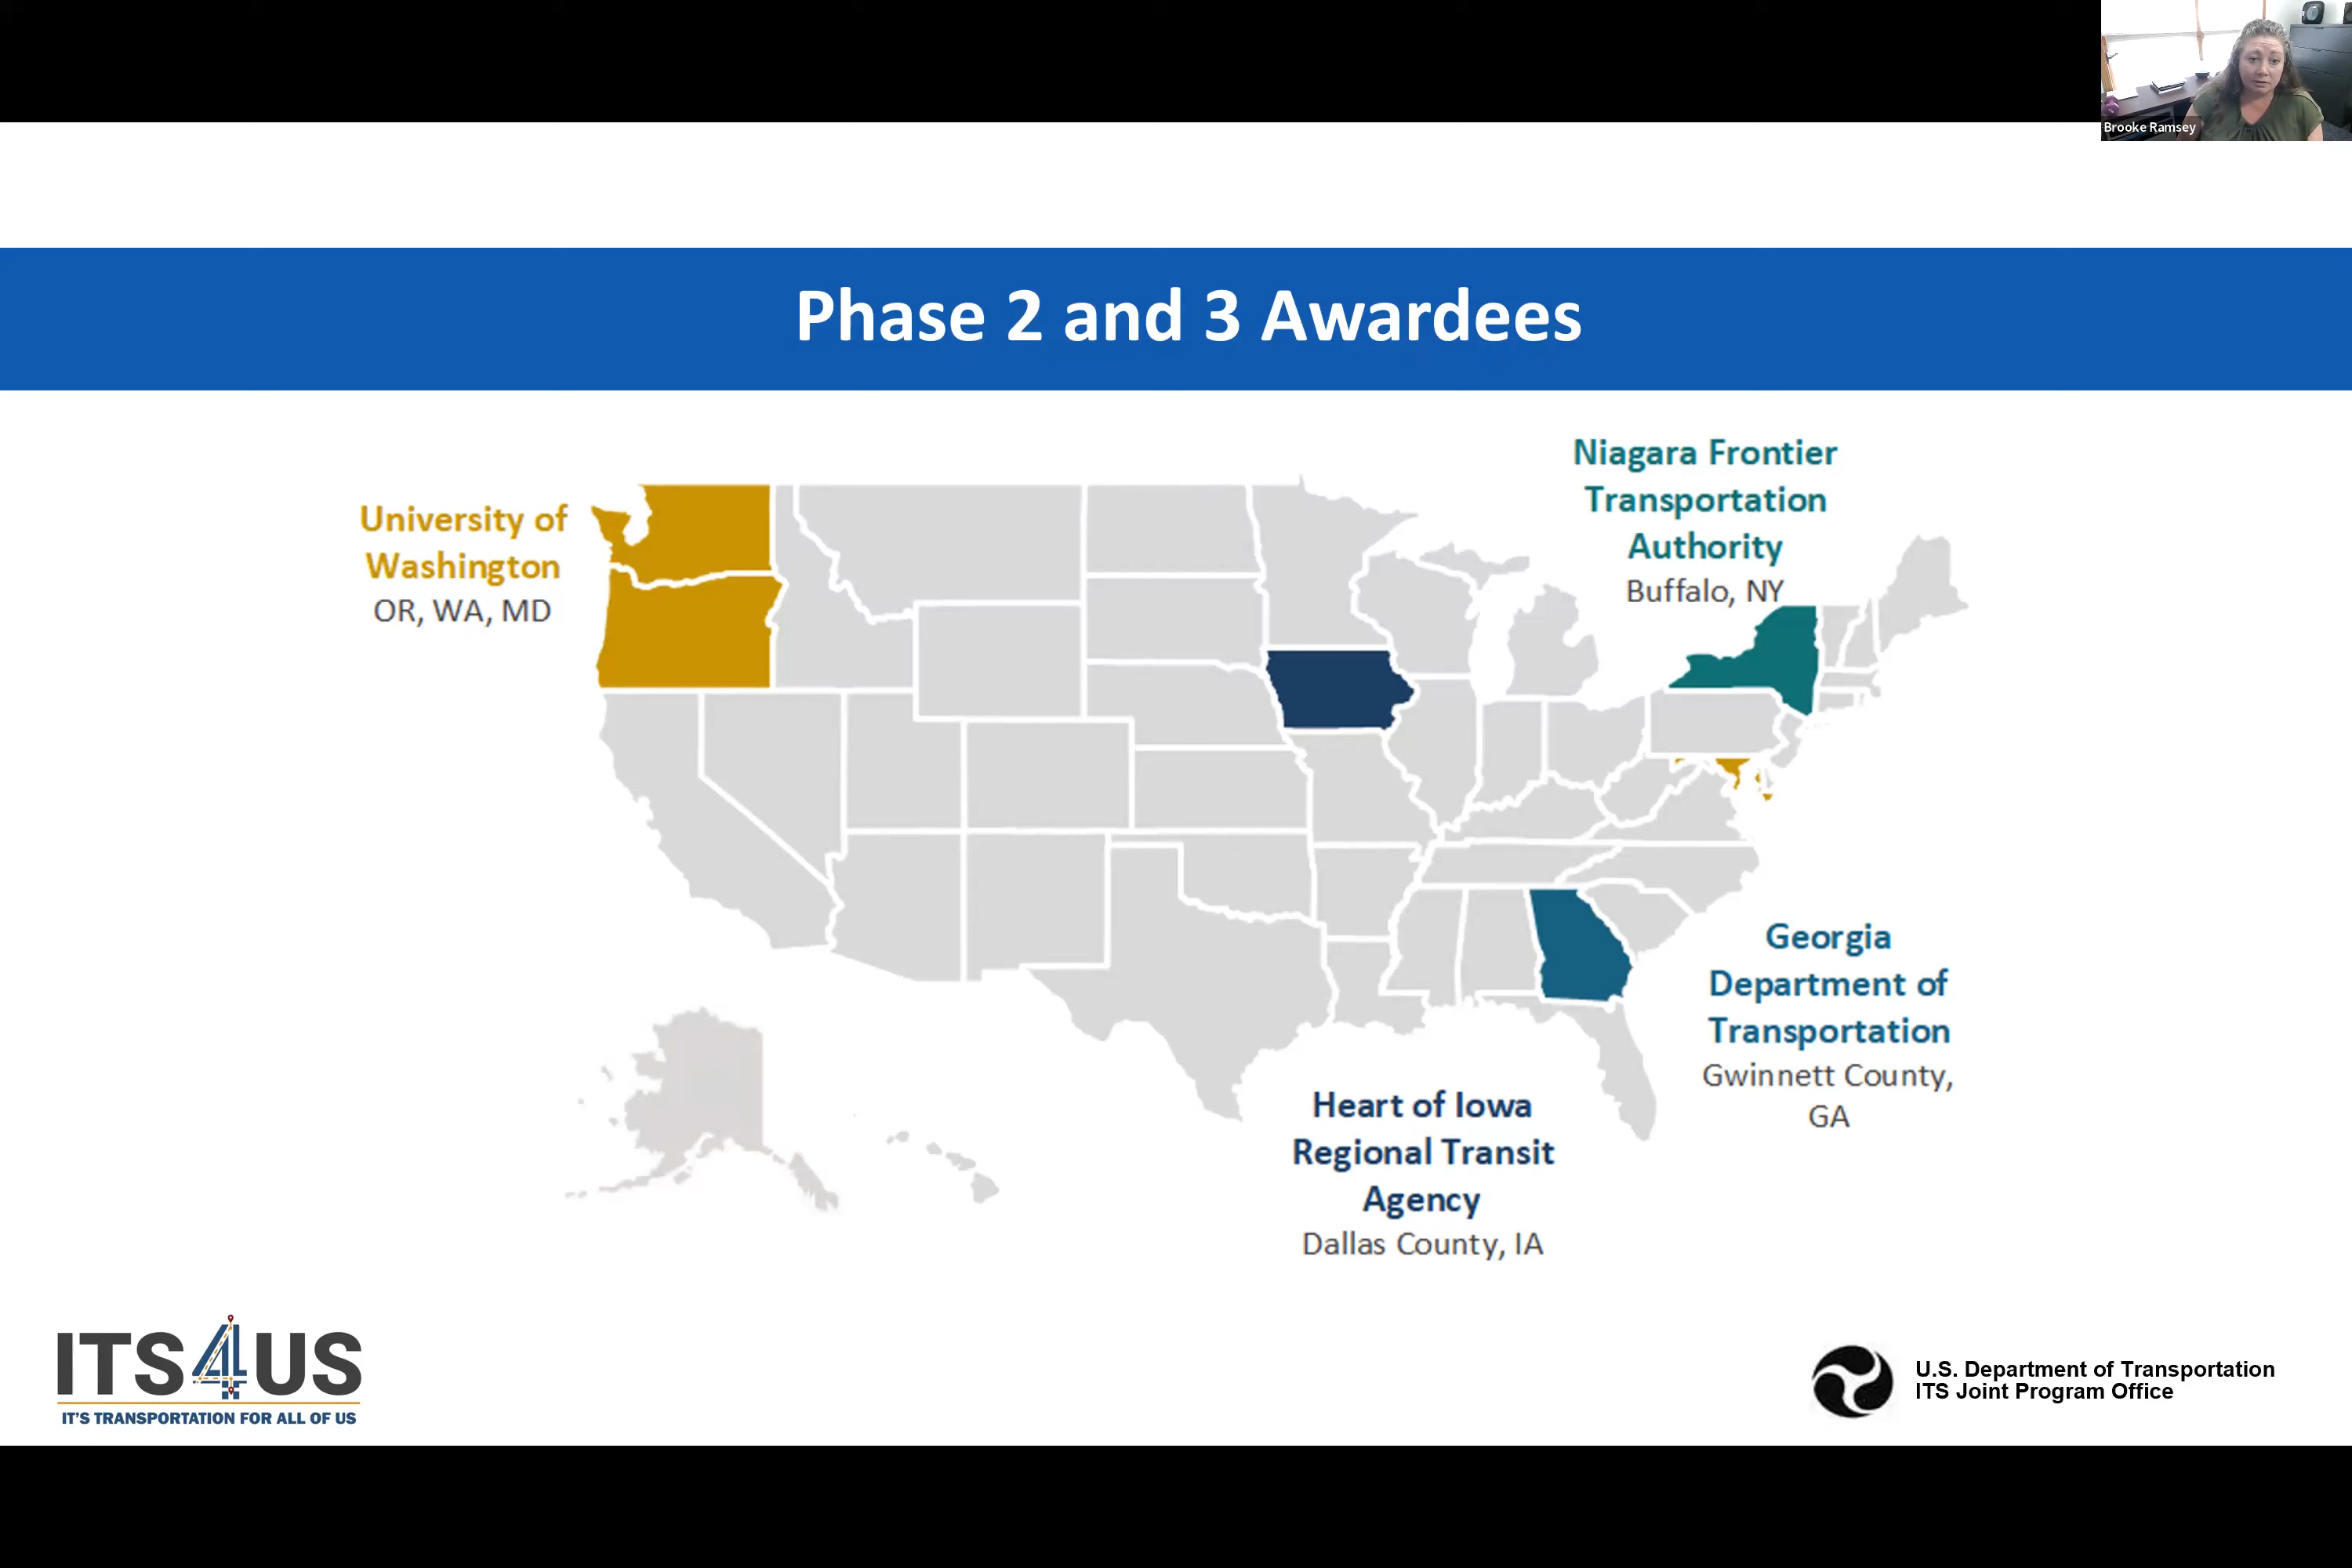 Brooke Ramsey
Phase 2 and 3 Awardees
University of
Washington
OR, WA, MD
Niagara Frontier
Transportation
Authority
Buffalo, NY
Georgia
Department of
Transportation
Gwinnett County,
GA
Heart of Iowa
Regional Transit
Agency
Dallas County, IA
ITS4US
IT'S TRANSPORTATION FOR ALL OF US
U.S. Department of Transportation
ITS Joint Program Office